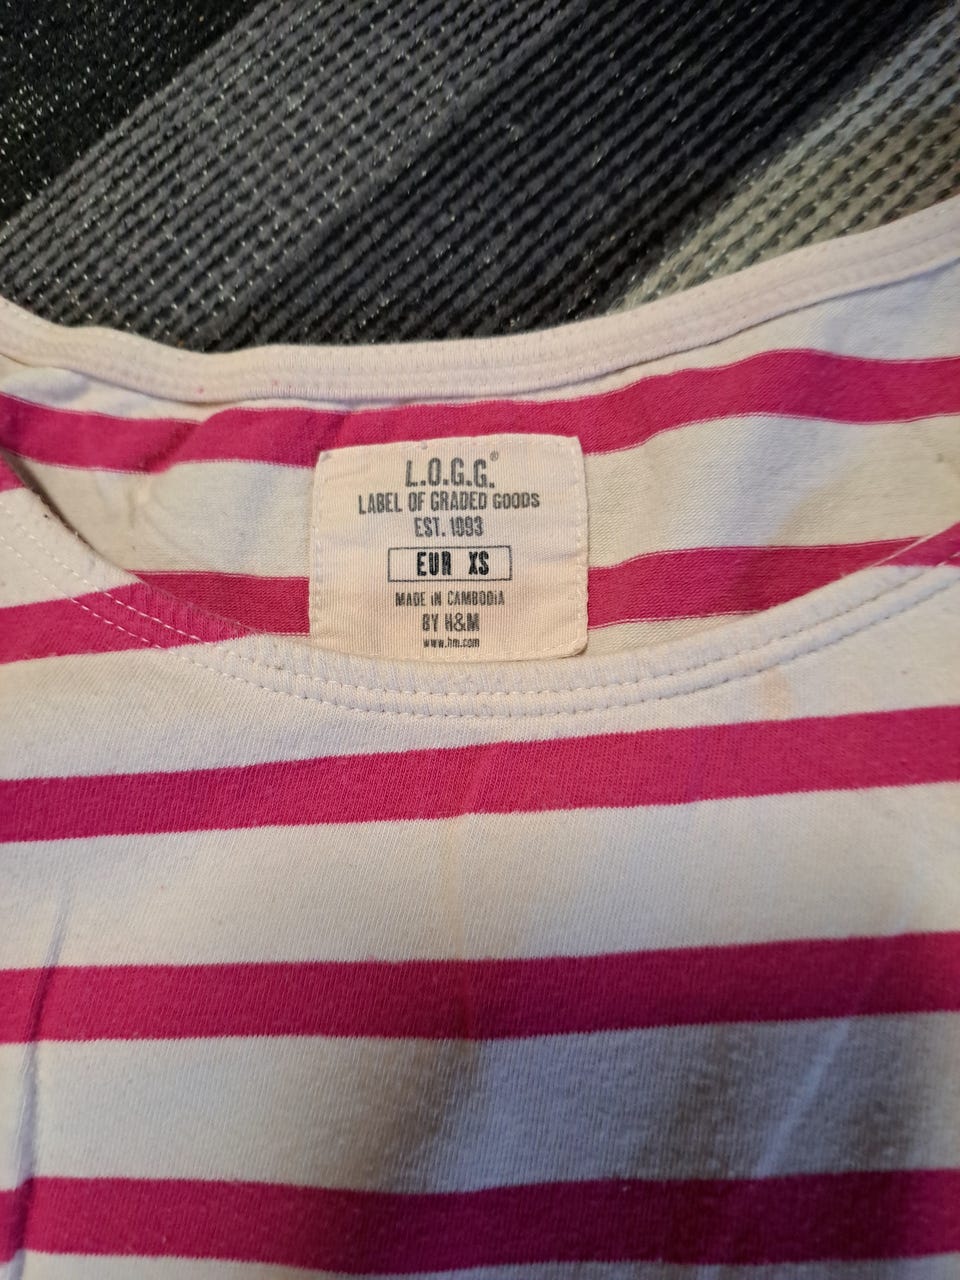 L.O.G.G.®
LABEL OF GRADED GOODS
EST. 1993
EUR XS
MADE IN CAMBODIA
BY H&M
www.hm.com